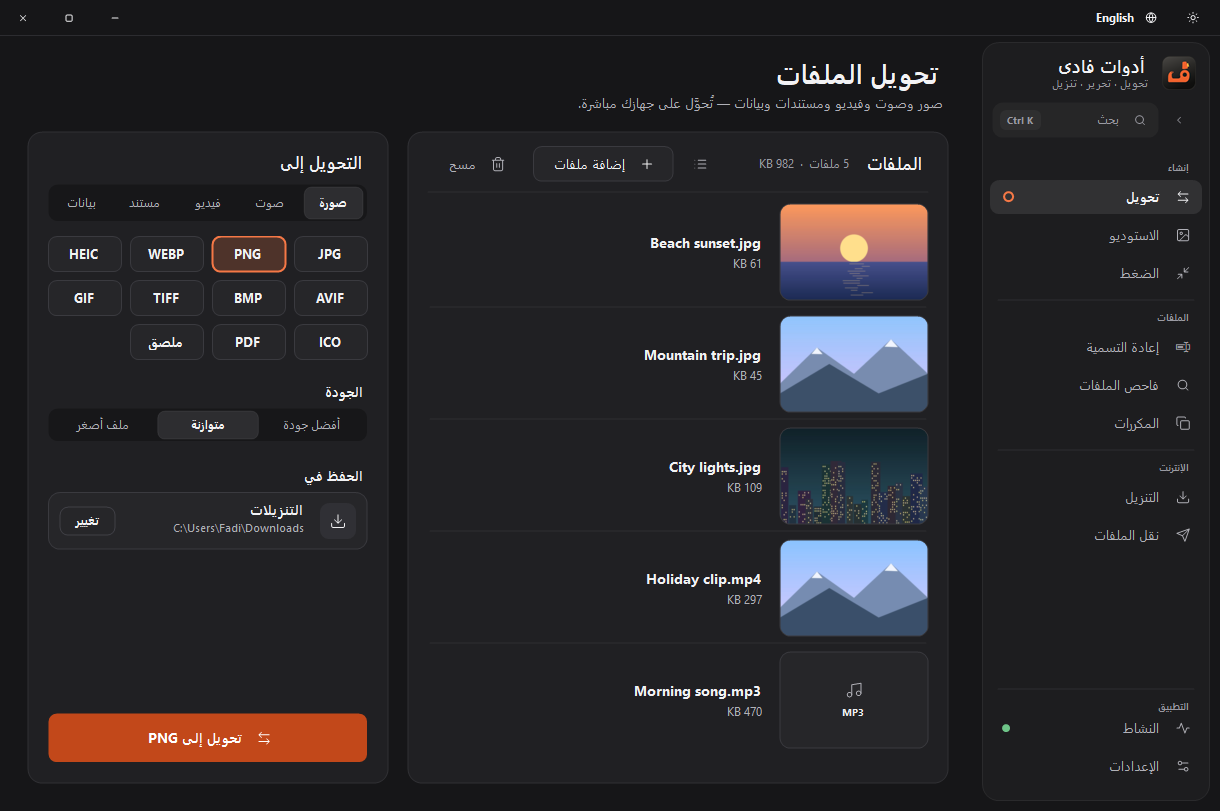 English
أدوات فادى
تحويل · تحرير · تنزيل
بحث
Ctrl K
إنشاء
تحويل
الاستوديو
الضغط
الملفات
إعادة التسمية
فاحص الملفات
المكررات
الإنترنت
التنزيل
نقل الملفات
التطبيق
النشاط
الإعدادات
تحويل الملفات
صور وصوت وفيديو ومستندات وبيانات — تُحوَّل على جهازك مباشرة.
الملفات
5 ملفات · 982 KB
إضافة ملفات
مسح
Beach sunset.jpg
61 KB
Mountain trip.jpg
45 KB
City lights.jpg
109 KB
Holiday clip.mp4
297 KB
MP3
Morning song.mp3
470 KB
التحويل إلى
صورة صوت فيديو مستند بيانات
JPG PNG WEBP HEIC
AVIF BMP TIFF GIF
ICO PDF ملصق
الجودة
أفضل جودة متوازنة ملف أصغر
الحفظ في
التنزيلات
C:\Users\Fadi\Downloads
تغيير
تحويل إلى PNG